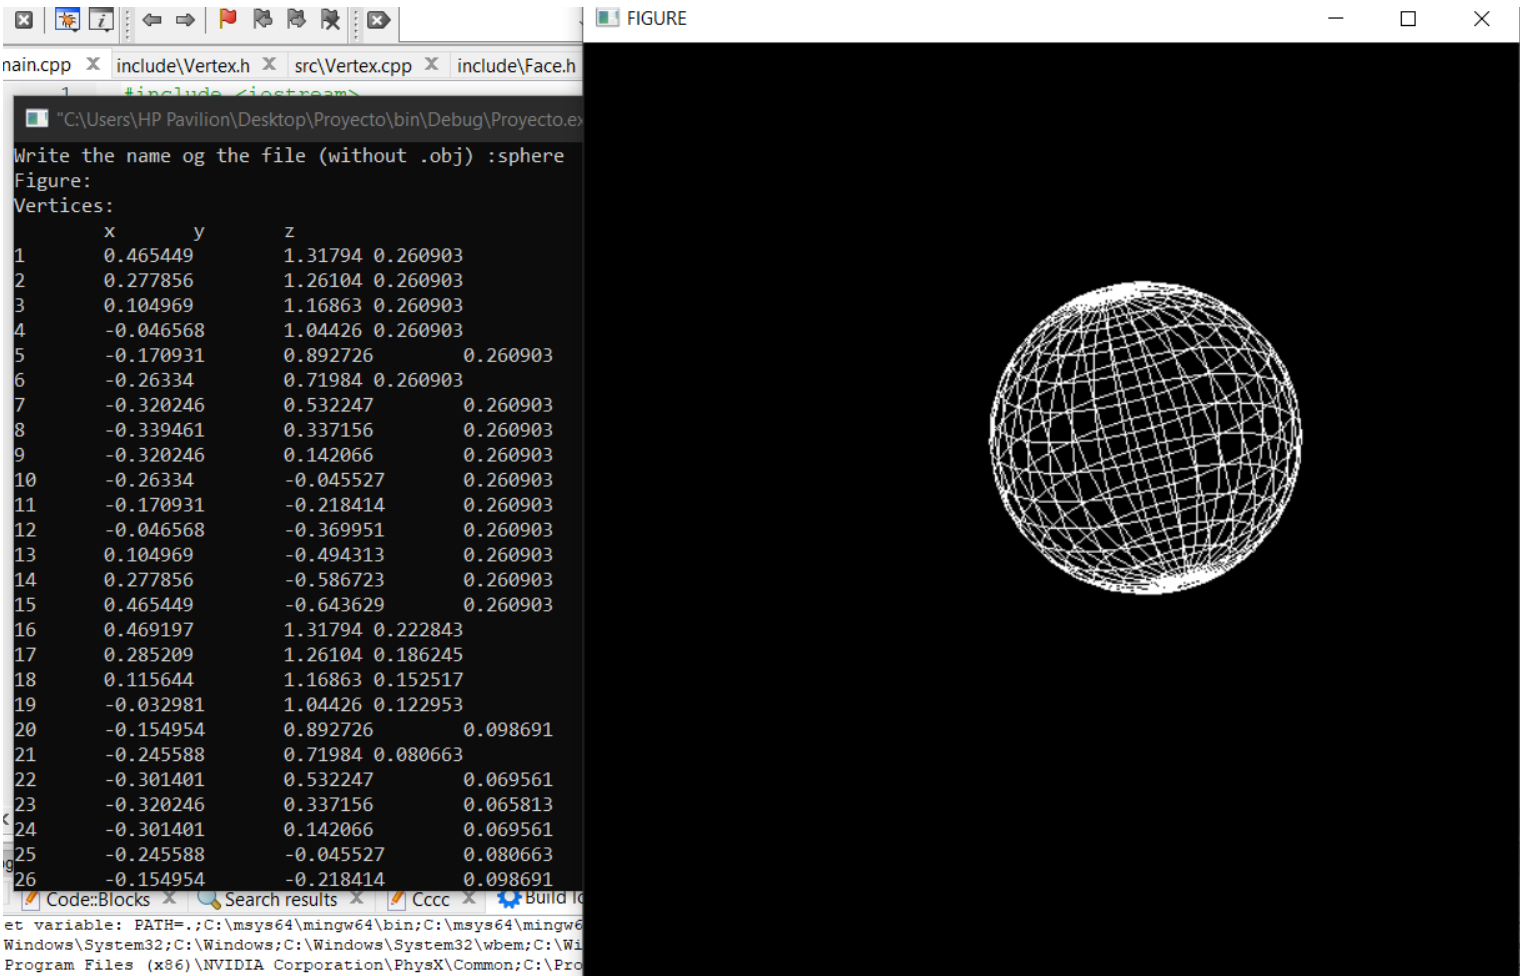 FIGURE
main.cpp include\Vertex.h src\Vertex.cpp include\Face.h
1 #include <iostream>
"C:\Users\HP Pavilion\Desktop\Proyecto\bin\Debug\Proyecto.ex
Write the name og the file (without .obj) :sphere
Figure:
Vertices:
x y z
1 0.465449 1.31794 0.260903
2 0.277856 1.26104 0.260903
3 0.104969 1.16863 0.260903
4 -0.046568 1.04426 0.260903
5 -0.170931 0.892726 0.260903
6 -0.26334 0.71984 0.260903
7 -0.320246 0.532247 0.260903
8 -0.339461 0.337156 0.260903
9 -0.320246 0.142066 0.260903
10 -0.26334 -0.045527 0.260903
11 -0.170931 -0.218414 0.260903
12 -0.046568 -0.369951 0.260903
13 0.104969 -0.494313 0.260903
14 0.277856 -0.586723 0.260903
15 0.465449 -0.643629 0.260903
16 0.469197 1.31794 0.222843
17 0.285209 1.26104 0.186245
18 0.115644 1.16863 0.152517
19 -0.032981 1.04426 0.122953
20 -0.154954 0.892726 0.098691
21 -0.245588 0.71984 0.080663
22 -0.301401 0.532247 0.069561
23 -0.320246 0.337156 0.065813
24 -0.301401 0.142066 0.069561
25 -0.245588 -0.045527 0.080663
26 -0.154954 -0.218414 0.098691
Code::Blocks Search results Cccc Build lo
et variable: PATH=.;C:\msys64\mingw64\bin;C:\msys64\mingw6
Windows\System32;C:\Windows;C:\Windows\System32\wbem;C:\Wi
Program Files (x86)\NVIDIA Corporation\PhysX\Common;C:\Pro